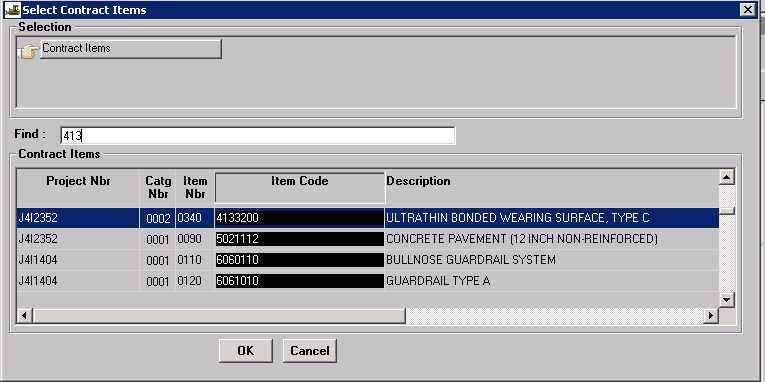 Select Contract Items
Selection
Contract Items
Find : 413
Contract Items
Project Nbr Catg Nbr Item Nbr Item Code Description
J4I2352 0002 0340 4133200 ULTRATHIN BONDED WEARING SURFACE, TYPE C
J4I2352 0001 0090 5021112 CONCRETE PAVEMENT (12 INCH NON-REINFORCED)
J4I1404 0001 0110 6060110 BULLNOSE GUARDRAIL SYSTEM
J4I1404 0001 0120 6061010 GUARDRAIL TYPE A
OK Cancel